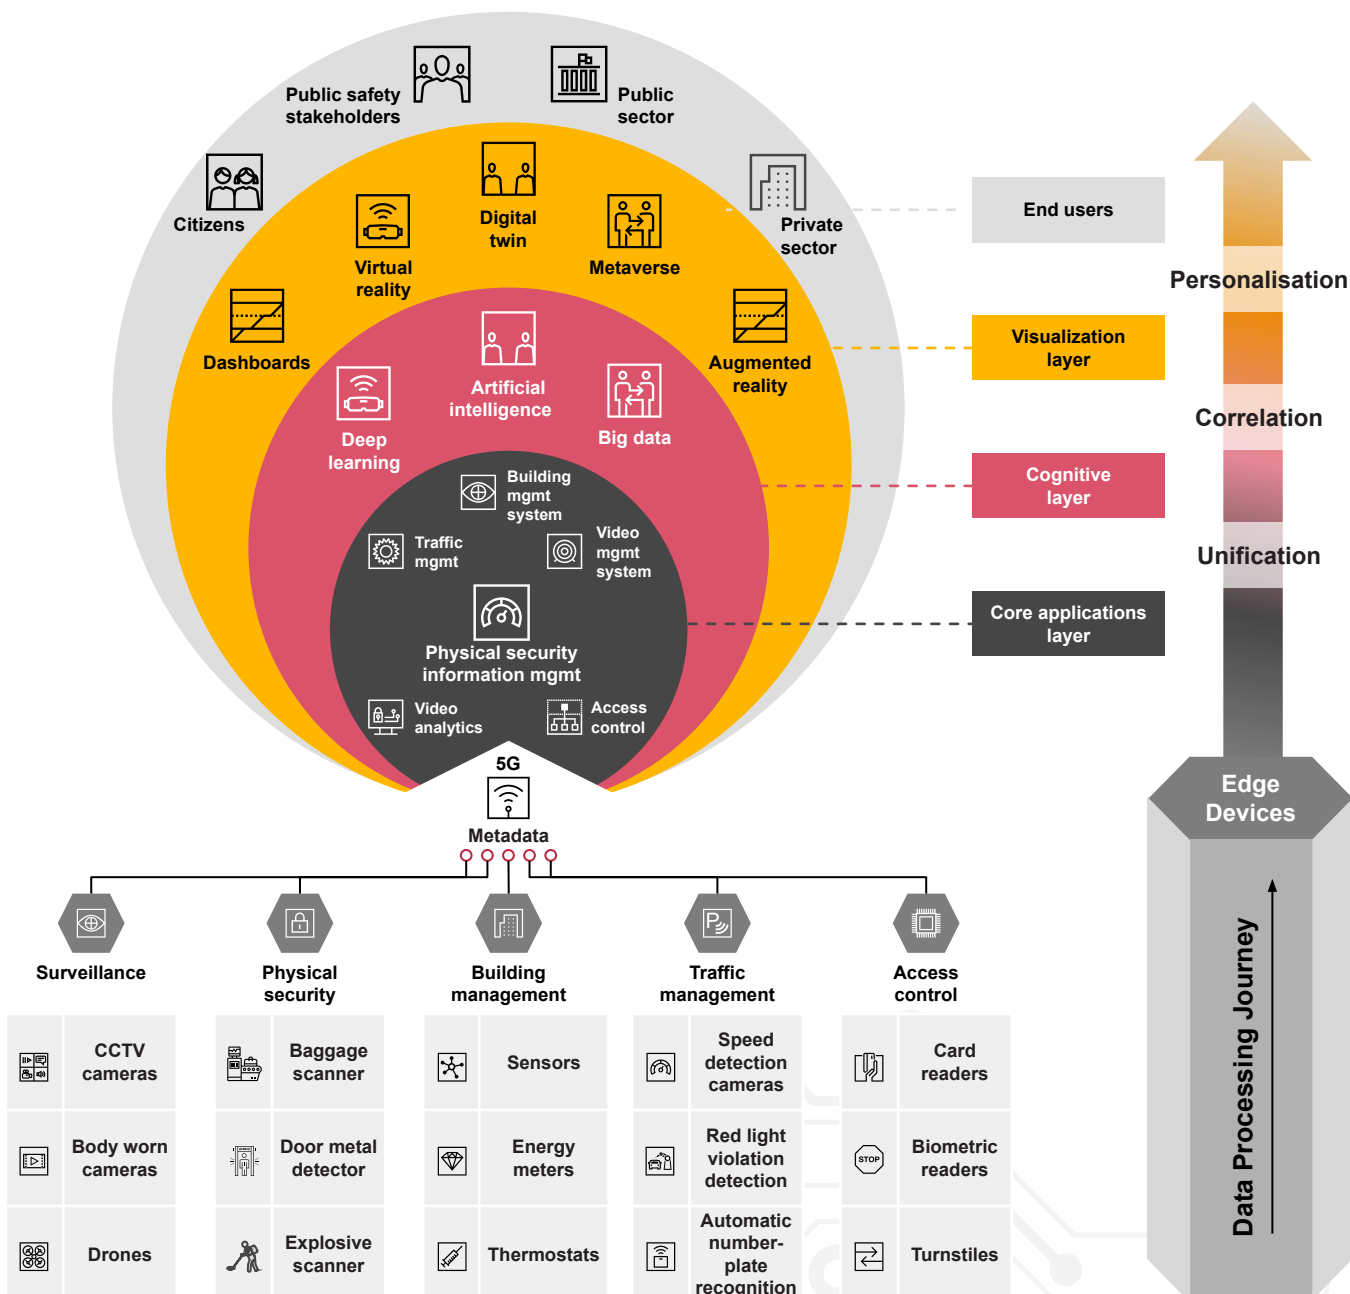 Public safety
stakeholders
Public
sector
Citizens
Private
sector
Digital
twin
Virtual
reality
Metaverse
Dashboards
Augmented
reality
Artificial
intelligence
Deep
learning
Big data
Building
mgmt
system
Traffic
mgmt
Video
mgmt
system
Physical security
information mgmt
Video
analytics
Access
control
5G
Metadata
End users
Visualization
layer
Cognitive
layer
Core applications
layer
Personalisation
Correlation
Unification
Edge
Devices
Data Processing Journey
Surveillance
Physical
security
Building
management
Traffic
management
P
Access
control
CCTV
cameras
Baggage
scanner
Sensors
Speed
detection
cameras
Card
readers
Body worn
cameras
Door metal
detector
Energy
meters
Red light
violation
detection
STOP
Biometric
readers
Drones
Explosive
scanner
Thermostats
Automatic
number-
plate
recognition
Turnstiles